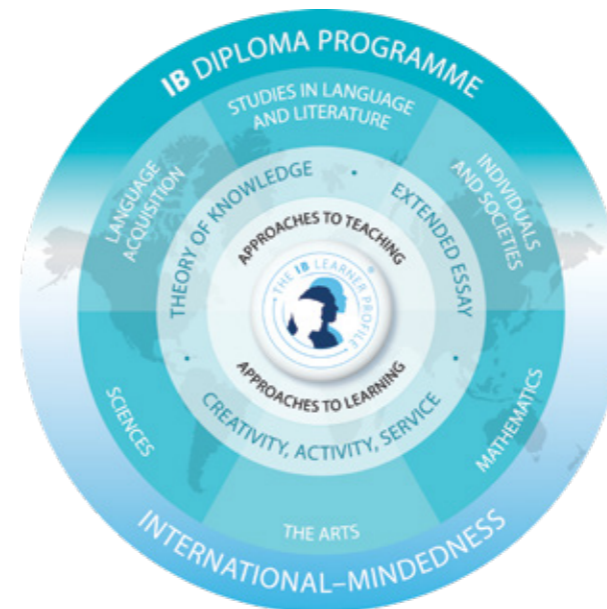 IB DIPLOMA PROGRAMME
STUDIES IN LANGUAGE
AND LITERATURE
LANGUAGE
ACQUISITION
INDIVIDUALS
AND SOCIETIES
THEORY OF KNOWLEDGE
•
EXTENDED ESSAY
•
APPROACHES TO TEACHING
THE IB LEARNER PROFILE
®
APPROACHES TO LEARNING
•
CREATIVITY, ACTIVITY, SERVICE
SCIENCES
MATHEMATICS
THE ARTS
INTERNATIONAL–MINDEDNESS